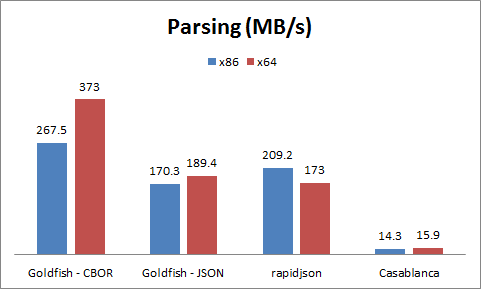 Parsing (MB/s)
x86 x64
267.5 373 170.3 189.4 209.2 173 14.3 15.9
Goldfish - CBOR Goldfish - JSON rapidjson Casablanca